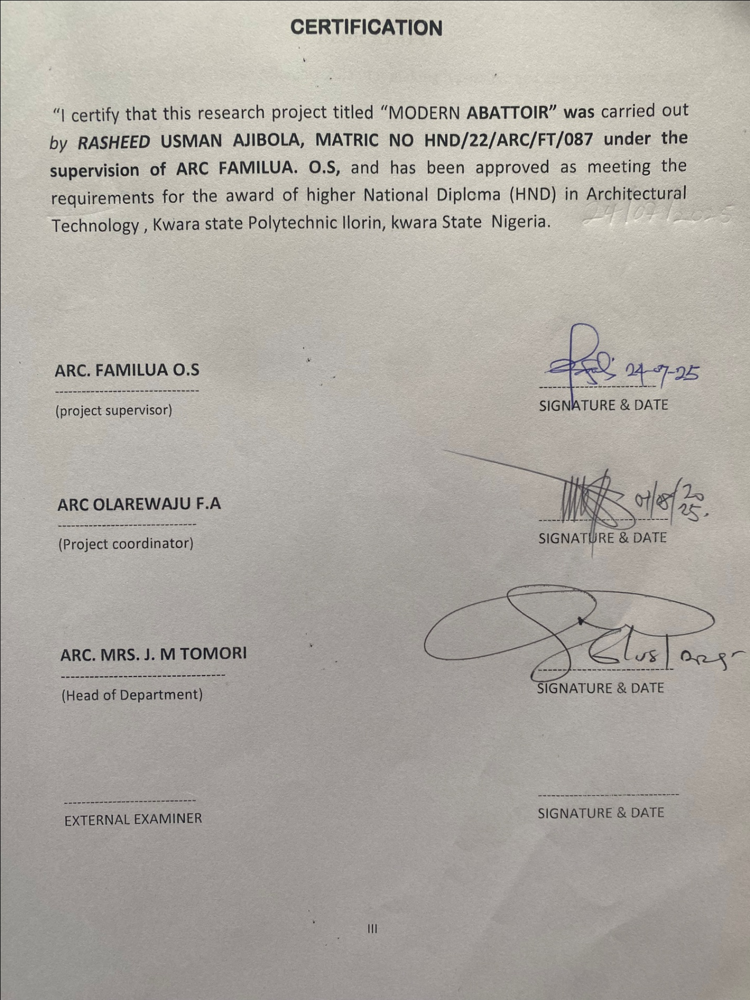 CERTIFICATION
“I certify that this research project titled “MODERN ABATTOIR” was carried out
by RASHEED USMAN AJIBOLA, MATRIC NO HND/22/ARC/FT/087 under the
supervision of ARC FAMILUA. O.S, and has been approved as meeting the
requirements for the award of higher National Diploma (HND) in Architectural
Technology , Kwara state Polytechnic Ilorin, kwara State Nigeria.
24/07/2025
ARC. FAMILUA O.S
24-07-25
(project supervisor)
SIGNATURE & DATE
ARC OLAREWAJU F.A
/8/2025.
(Project coordinator)
SIGNATURE & DATE
ARC. MRS. J. M TOMORI
(Head of Department)
SIGNATURE & DATE
EXTERNAL EXAMINER
SIGNATURE & DATE
III